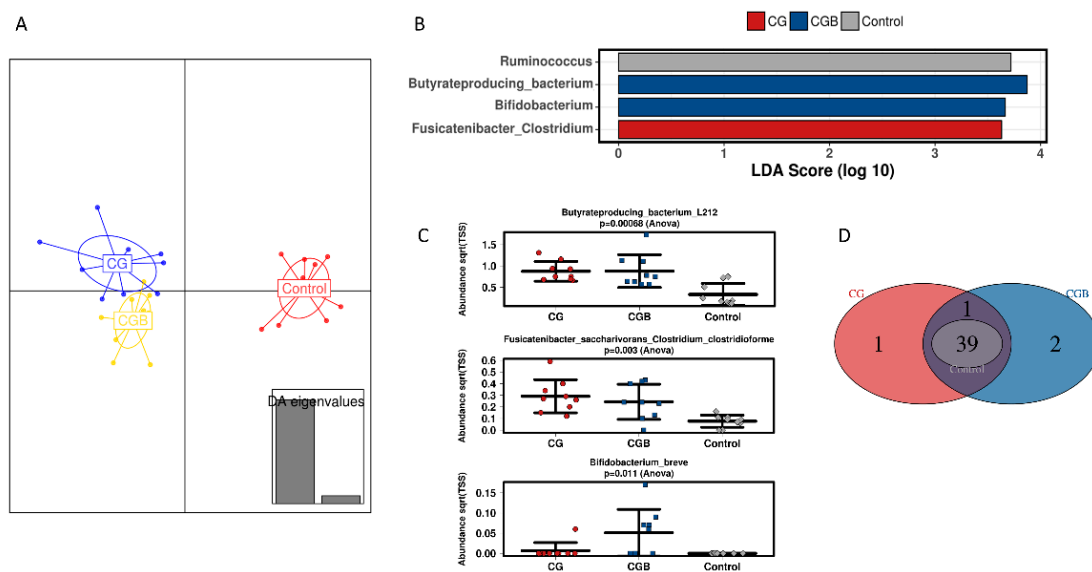 A
CG
CGB
Control
DA eigenvalues
B
CG CGB Control
Ruminococcus
Butyrateproducing_bacterium
Bifidobacterium
Fusicatenibacter_Clostridium
0 1 2 3 4
LDA Score (log 10)
C
Butyrateproducing_bacterium_L212
p=0.00068 (Anova)
Abundance sqrt(TSS)
1.5
1.0
0.5
CG CGB Control
Fusicatenibacter_saccharivorans_Clostridium_clostridioforme
p=0.003 (Anova)
Abundance sqrt(TSS)
0.6
0.5
0.4
0.3
0.2
0.1
0.0
CG CGB Control
Bifidobacterium_breve
p=0.011 (Anova)
Abundance sqrt(TSS)
0.15
0.10
0.05
0.00
CG CGB Control
D
CG
CGB
1
1
39
2
Control